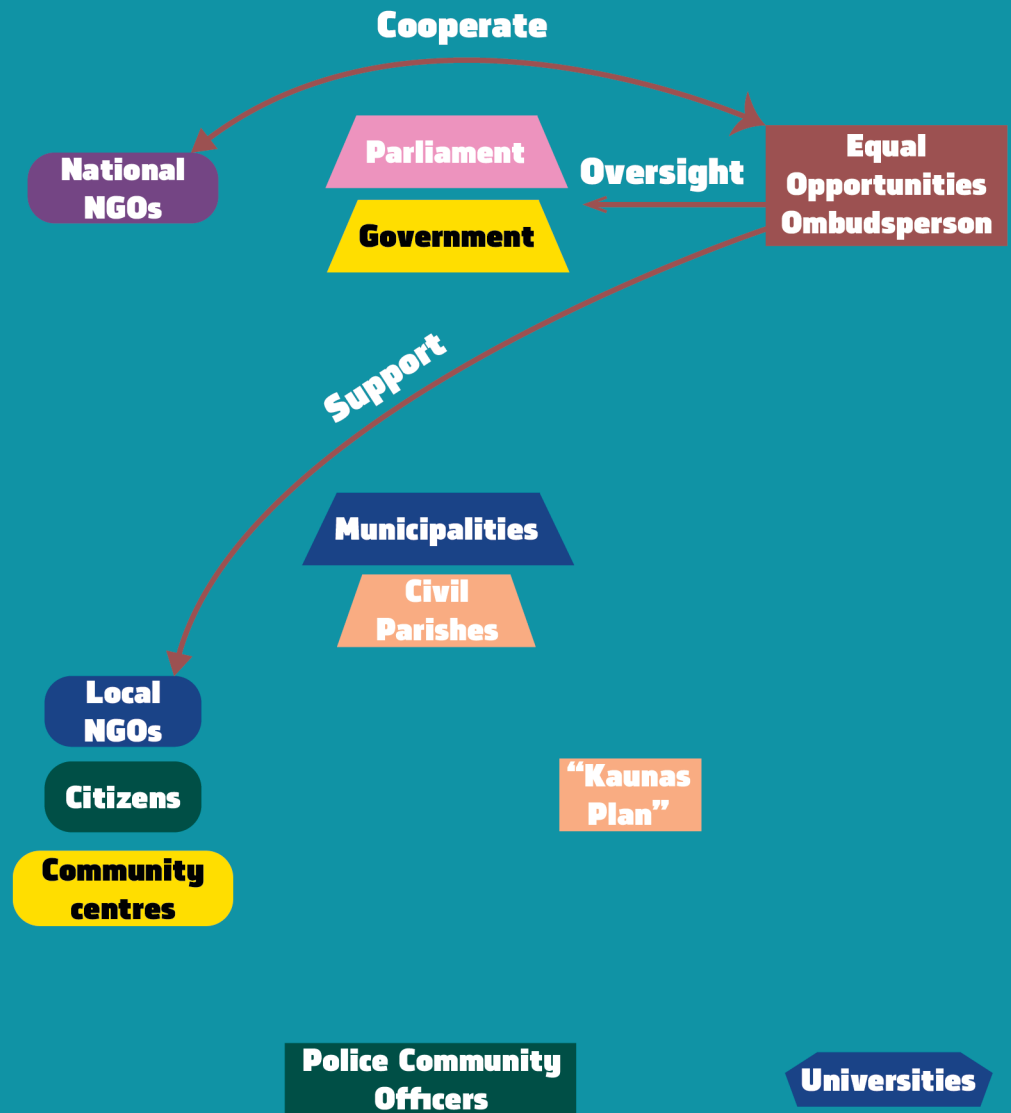 Cooperate
National
NGOs
Parliament
Oversight
Equal
Opportunities
Ombudsperson
Government
Support
Municipalities
Civil
Parishes
Local
NGOs
Citizens
“Kaunas
Plan”
Community
centres
Police Community
Officers
Universities